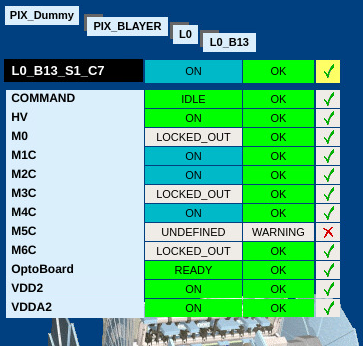 PIX_Dummy
PIX_BLAYER
L0
L0_B13
L0_B13_S1_C7 ON OK
COMMAND IDLE OK
HV ON OK
M0 LOCKED_OUT OK
M1C ON OK
M2C ON OK
M3C LOCKED_OUT OK
M4C ON OK
M5C UNDEFINED WARNING
M6C LOCKED_OUT OK
OptoBoard READY OK
VDD2 ON OK
VDDA2 ON OK